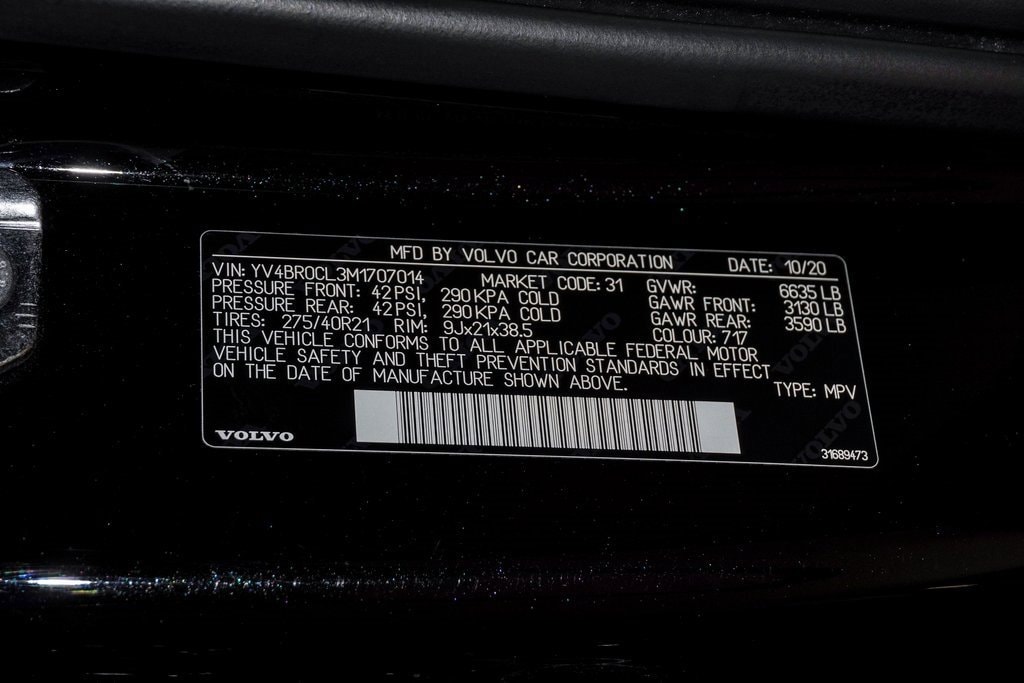 MFD BY VOLVO CAR CORPORATION DATE: 10/20
VIN: YV4BR0CL3M1707014 MARKET CODE: 31 GVWR: 6635 LB
PRESSURE FRONT: 42 PSI, 290 KPA COLD GAWR FRONT: 3130 LB
PRESSURE REAR: 42 PSI, 290 KPA COLD GAWR REAR: 3590 LB
TIRES: 275/40R21 RIM: 9Jx21x38.5 COLOUR: 717
THIS VEHICLE CONFORMS TO ALL APPLICABLE FEDERAL MOTOR
VEHICLE SAFETY AND THEFT PREVENTION STANDARDS IN EFFECT
ON THE DATE OF MANUFACTURE SHOWN ABOVE. TYPE: MPV
VOLVO
31689473